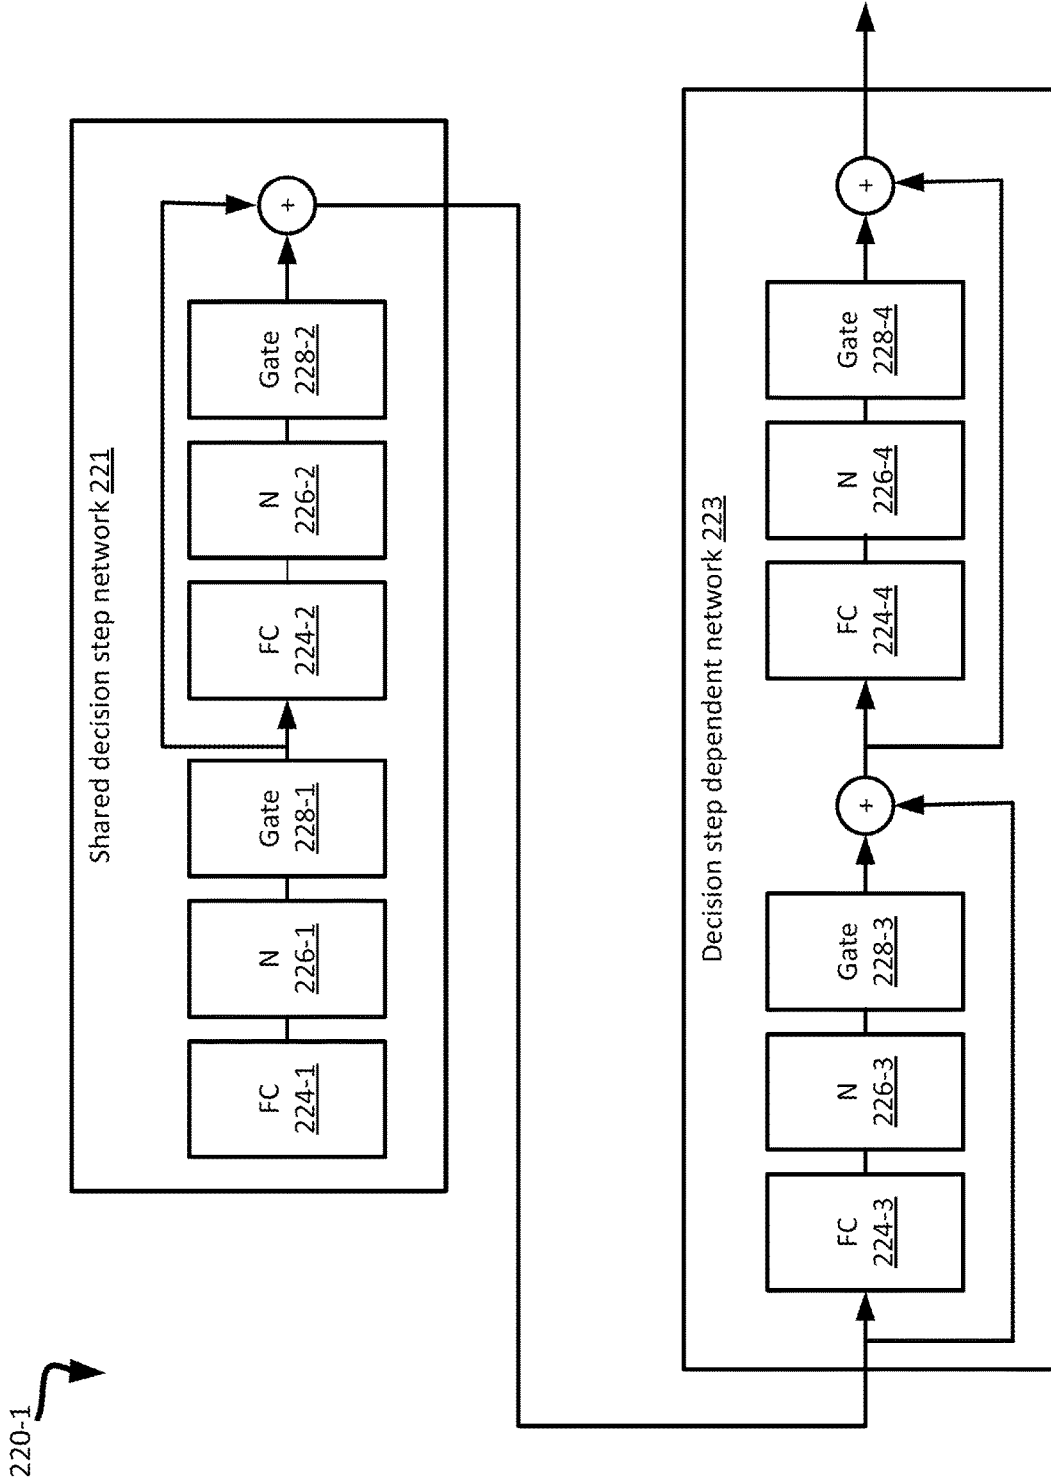 220-1
Shared decision step network 221
FC
224-1
N
226-1
Gate
228-1
FC
224-2
N
226-2
Gate
228-2
+
Decision step dependent network 223
FC
224-3
N
226-3
Gate
228-3
+
FC
224-4
N
226-4
Gate
228-4
+